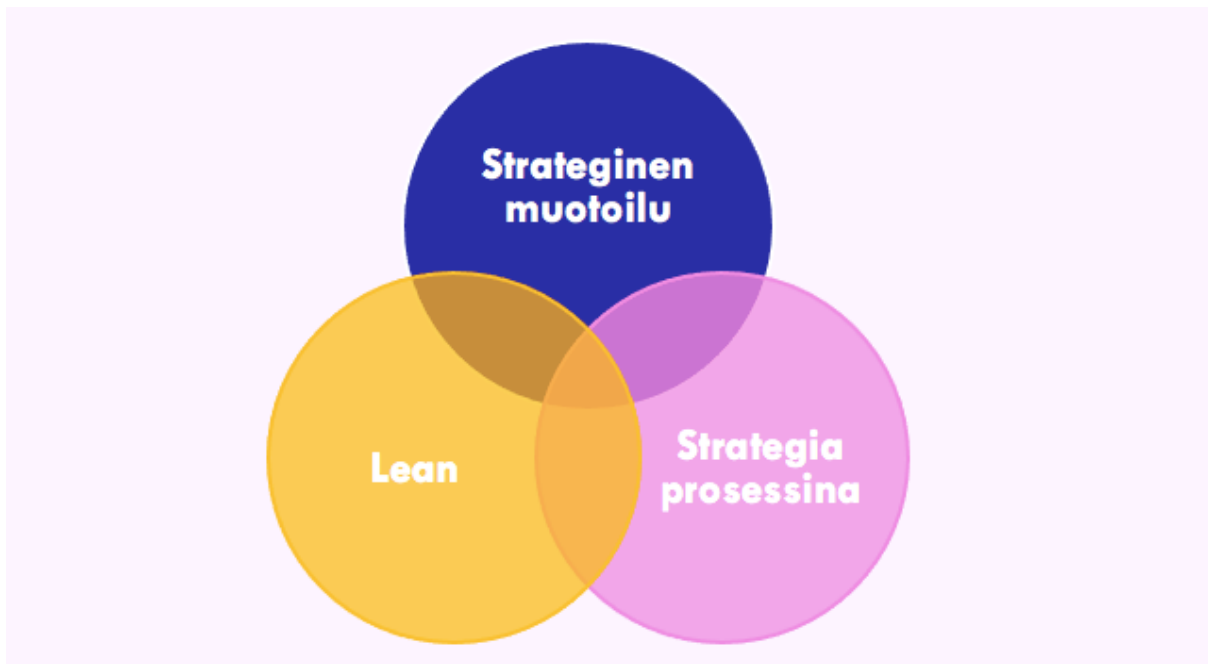 Strateginen
muotoilu
Lean
Strategia
prosessina